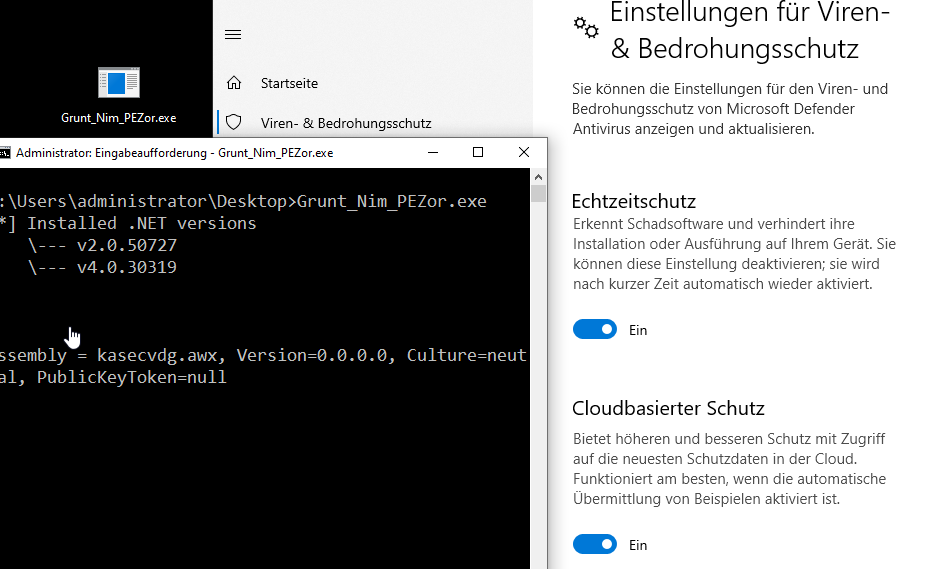 Grunt_Nim_PEZor.exe
Startseite
Viren- & Bedrohungsschutz
Administrator: Eingabeaufforderung - Grunt_Nim_PEZor.exe
:\Users\administrator\Desktop>Grunt_Nim_PEZor.exe
*] Installed .NET versions
\--- v2.0.50727
\--- v4.0.30319
ssembly = kasecvdg.awx, Version=0.0.0.0, Culture=neut
al, PublicKeyToken=null
Einstellungen für Viren-
& Bedrohungsschutz
Sie können die Einstellungen für den Viren- und
Bedrohungsschutz von Microsoft Defender
Antivirus anzeigen und aktualisieren.
Echtzeitschutz
Erkennt Schadsoftware und verhindert ihre
Installation oder Ausführung auf Ihrem Gerät. Sie
können diese Einstellung deaktivieren; sie wird
nach kurzer Zeit automatisch wieder aktiviert.
Ein
Cloudbasierter Schutz
Bietet höheren und besseren Schutz mit Zugriff
auf die neuesten Schutzdaten in der Cloud.
Funktioniert am besten, wenn die automatische
Übermittlung von Beispielen aktiviert ist.
Ein